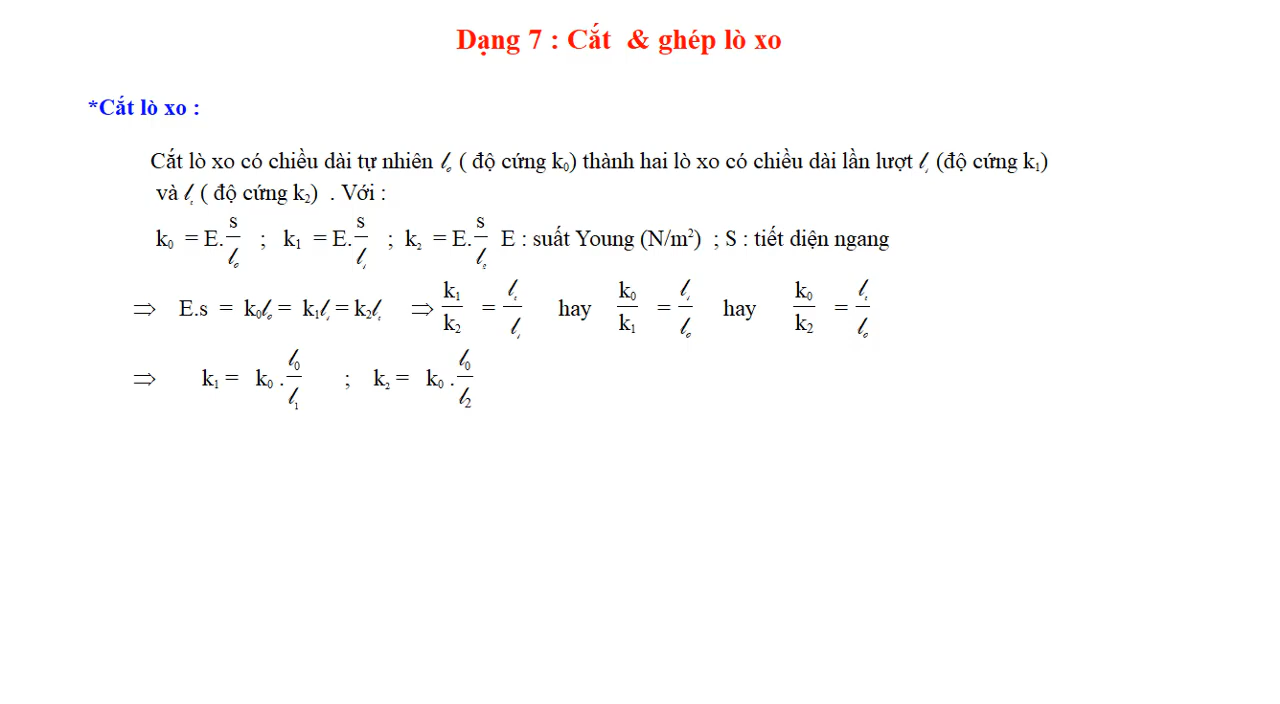 Dạng 7 : Cắt & ghép lò xo
*Cắt lò xo :
Cắt lò xo có chiều dài tự nhiên ℓ₀ ( độ cứng k₀) thành hai lò xo có chiều dài lần lượt ℓ₁ (độ cứng k₁)
và ℓ₂ ( độ cứng k₂) . Với :
k₀ = E.s/ℓ₀ ; k₁ = E.s/ℓ₁ ; k₂ = E.s/ℓ₂ E : suất Young (N/m²) ; S : tiết diện ngang
⇒ E.s = k₀ℓ₀ = k₁ℓ₁ = k₂ℓ₂ ⇒ k₁/k₂ = ℓ₂/ℓ₁ hay k₀/k₁ = ℓ₁/ℓ₀ hay k₀/k₂ = ℓ₂/ℓ₀
⇒ k₁ = k₀ . ℓ₀/ℓ₁ ; k₂ = k₀ . ℓ₀/ℓ₂